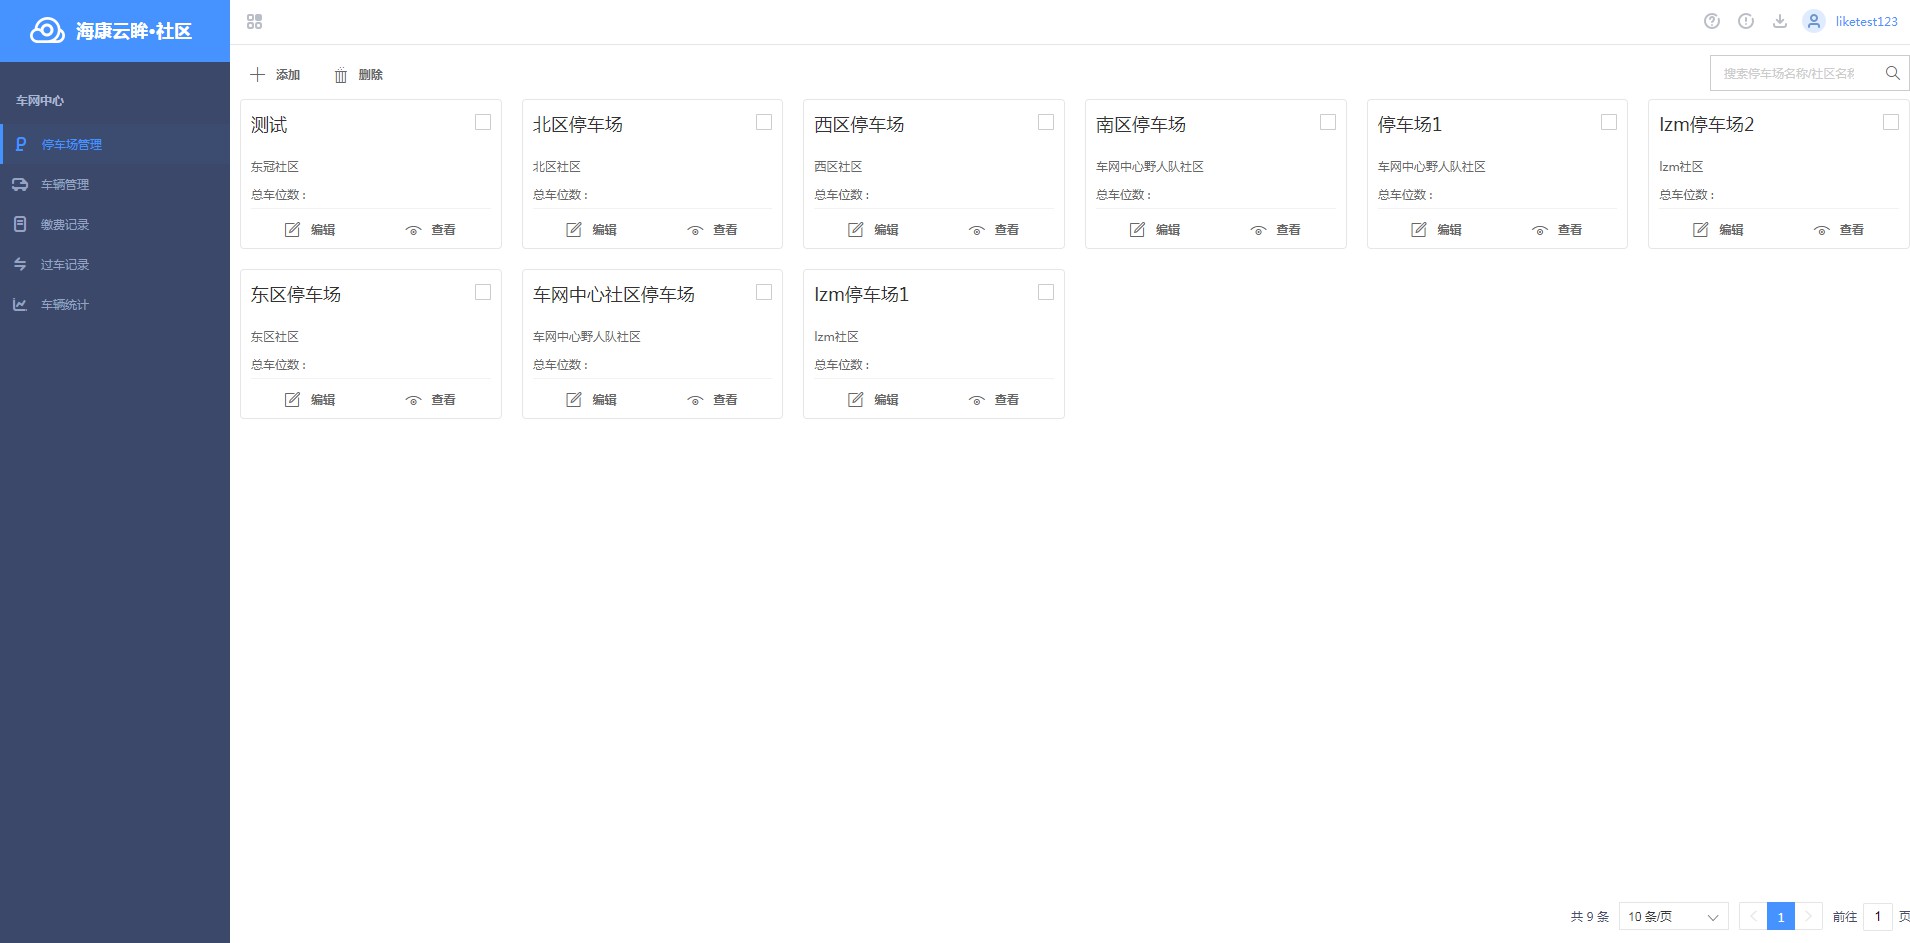 海康云眸·社区
liketest123
车网中心
停车场管理
车辆管理
缴费记录
过车记录
车辆统计
添加
删除
搜索停车场名称/社区名称
测试
东冠社区
总车位数：
编辑
查看
北区停车场
北区社区
总车位数：
编辑
查看
西区停车场
西区社区
总车位数：
编辑
查看
南区停车场
车网中心野人队社区
总车位数：
编辑
查看
停车场1
车网中心野人队社区
总车位数：
编辑
查看
lzm停车场2
lzm社区
总车位数：
编辑
查看
东区停车场
东区社区
总车位数：
编辑
查看
车网中心社区停车场
车网中心野人队社区
总车位数：
编辑
查看
lzm停车场1
lzm社区
总车位数：
编辑
查看
共 9 条
10 条/页
1
前往 1 页